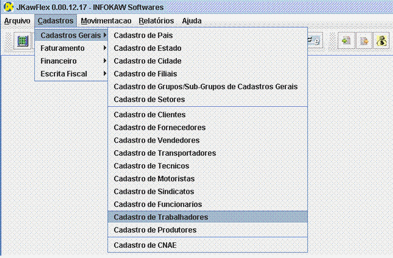 JKawFlex 0.00.12.17 - INFOKAW Softwares
Arquivo Cadastros Movimentacao Relatórios Ajuda
Cadastros Gerais
Faturamento
Financeiro
Escrita Fiscal
Cadastro de Pais
Cadastro de Estado
Cadastro de Cidade
Cadastro de Filiais
Cadastro de Grupos/Sub-Grupos de Cadastros Gerais
Cadastro de Setores
Cadastro de Clientes
Cadastro de Fornecedores
Cadastro de Vendedores
Cadastro de Transportadores
Cadastro de Tecnicos
Cadastro de Motoristas
Cadastro de Sindicatos
Cadastro de Funcionarios
Cadastro de Trabalhadores
Cadastro de Produtores
Cadastro de CNAE